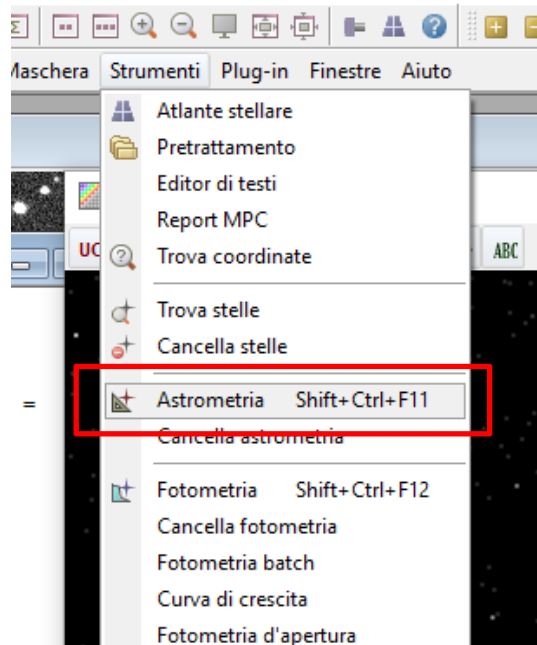 Maschera Strumenti Plug-in Finestre Aiuto
Atlante stellare
Pretrattamento
Editor di testi
Report MPC
UC
Trova coordinate
ABC
Trova stelle
Cancella stelle
=
Astrometria Shift+Ctrl+F11
Cancella astrometria
Fotometria Shift+Ctrl+F12
Cancella fotometria
Fotometria batch
Curva di crescita
Fotometria d'apertura